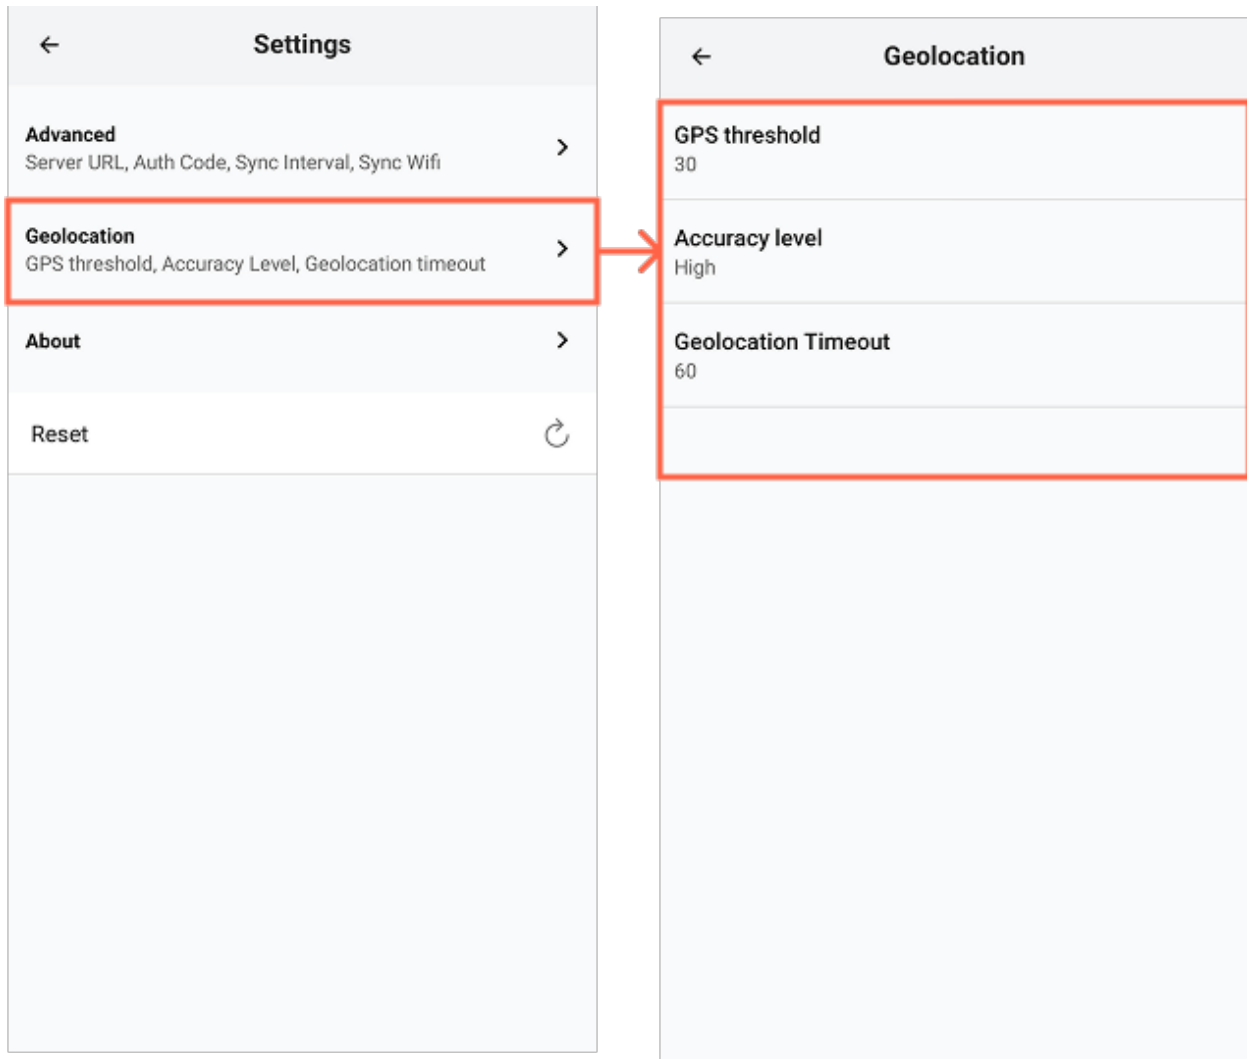 Settings
Advanced
Server URL, Auth Code, Sync Interval, Sync Wifi
Geolocation
GPS threshold, Accuracy Level, Geolocation timeout
About
Reset
Geolocation
GPS threshold
30
Accuracy level
High
Geolocation Timeout
60